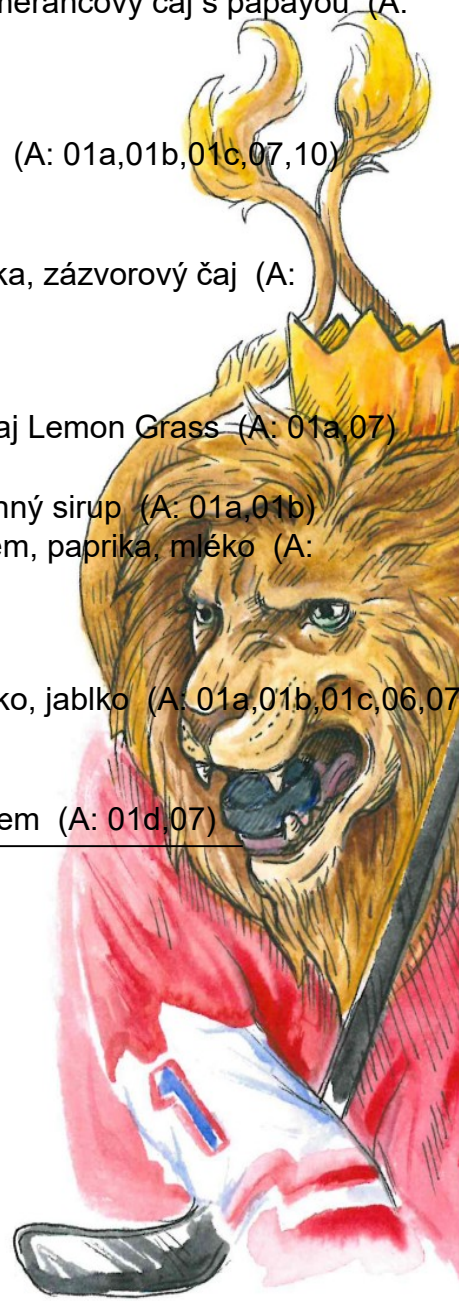 merančový čaj s papayou (A:
(A: 01a,01b,01c,07,10)
ka, zázvorový čaj (A:
aj Lemon Grass (A: 01a,07)
nný sirup (A: 01a,01b)
em, paprika, mléko (A:
ko, jablko (A: 01a,01b,01c,06,07
em (A: 01d,07)
1